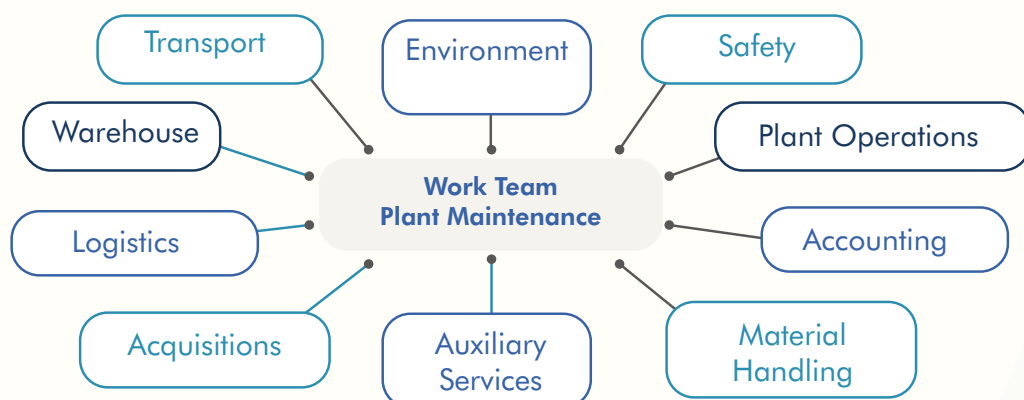 Transport
Environment
Safety
Warehouse
Plant Operations
Work Team
Plant Maintenance
Logistics
Accounting
Acquisitions
Auxiliary
Services
Material
Handling